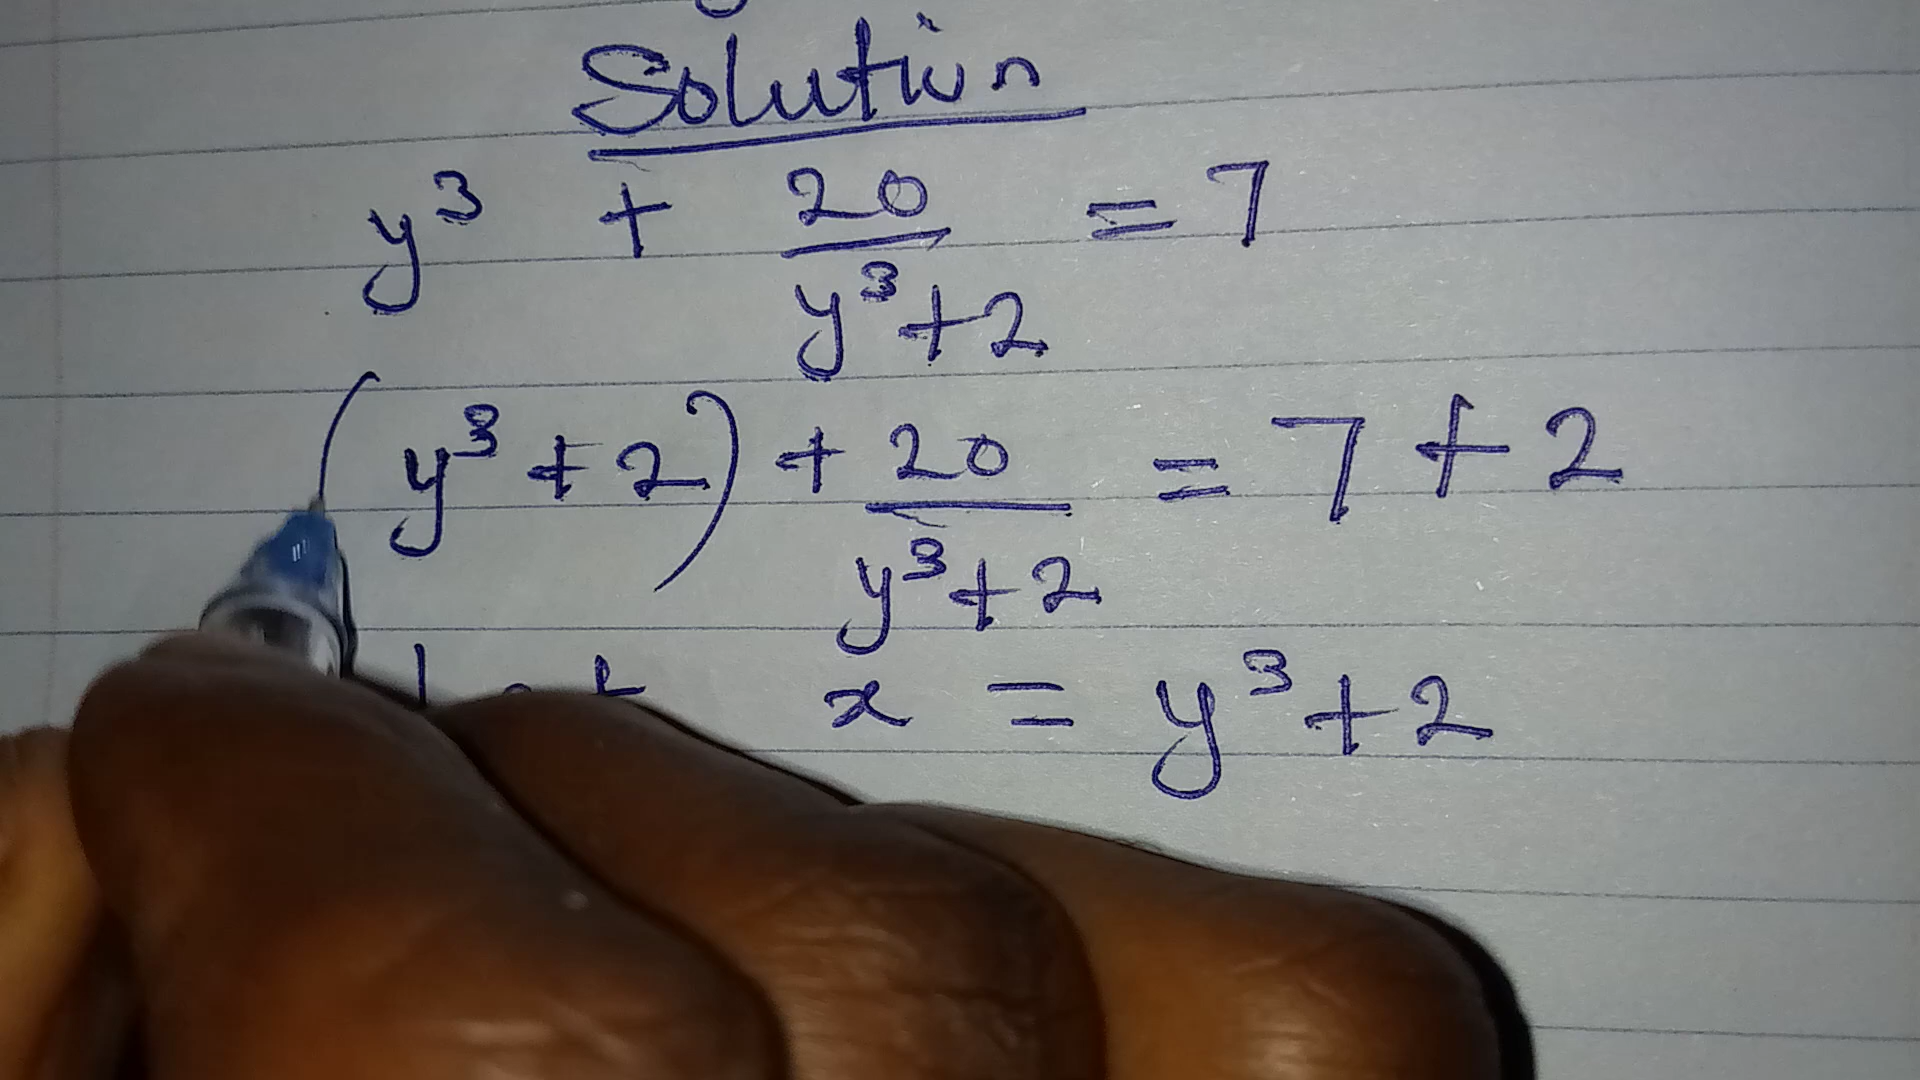 Solution
y³ + 20/(y³+2) = 7
(y³+2) + 20/(y³+2) = 7+2
x = y³+2